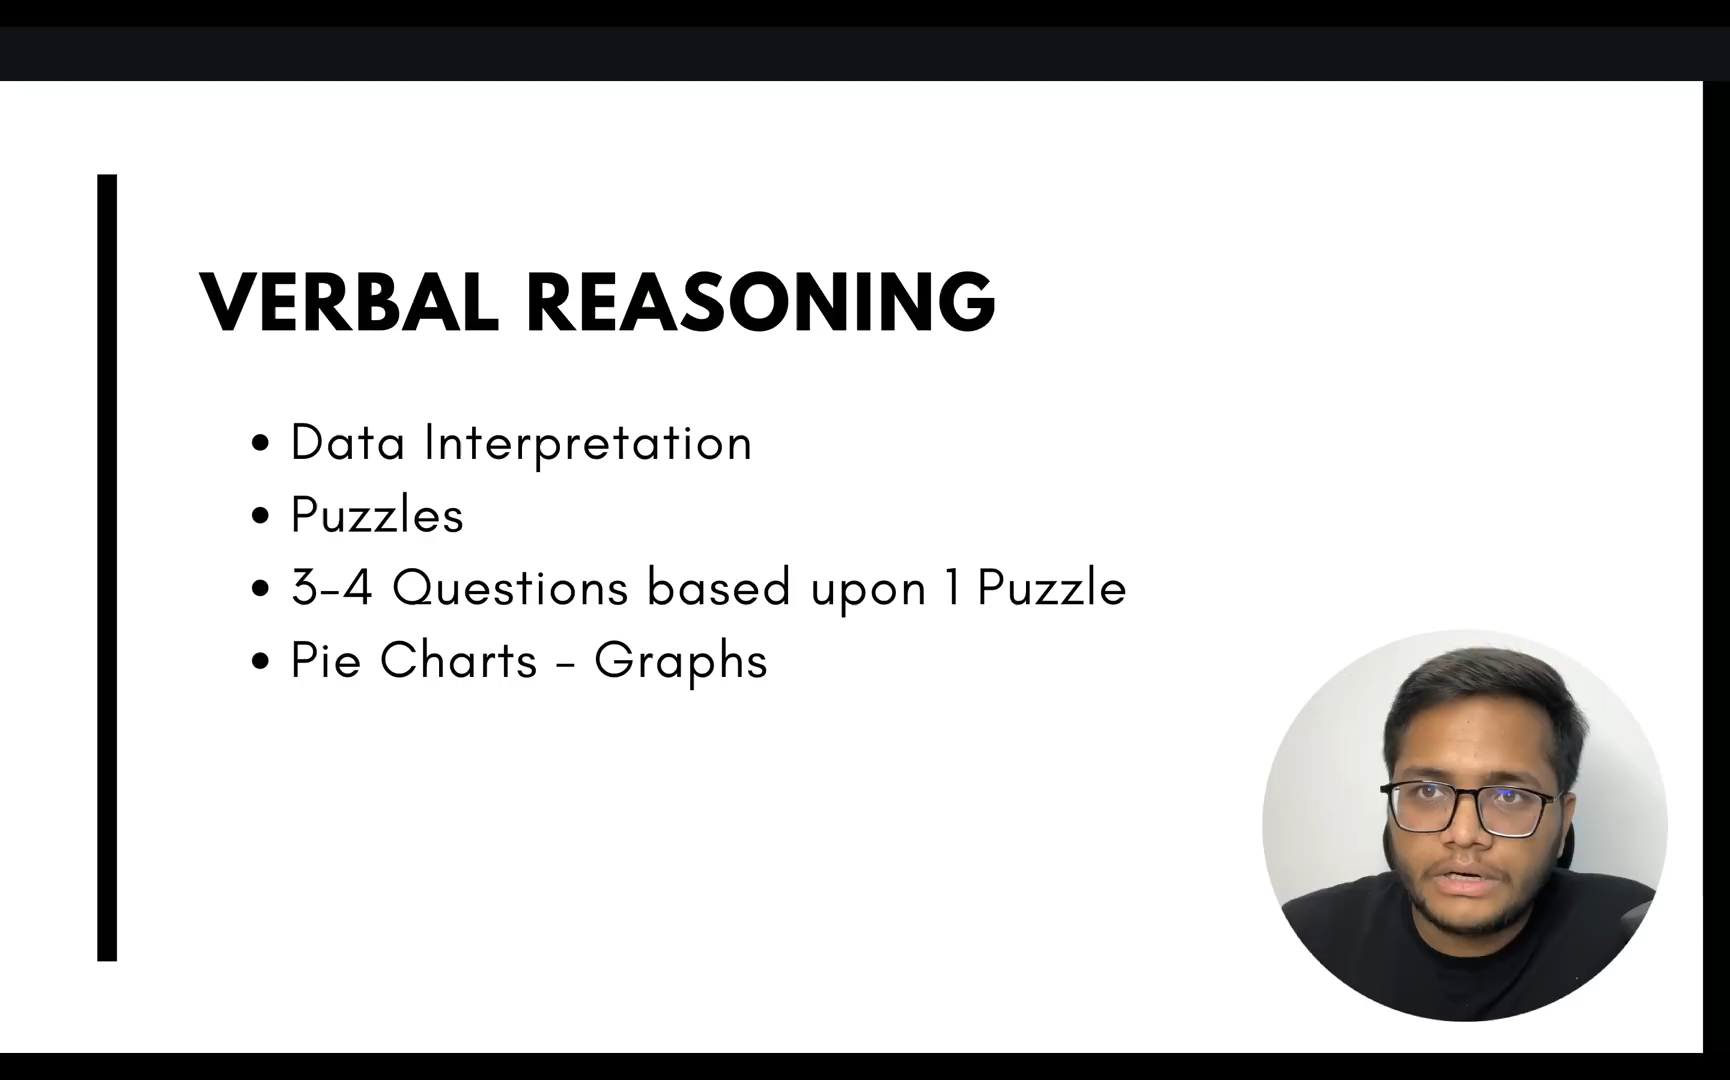 VERBAL REASONING
• Data Interpretation
• Puzzles
• 3-4 Questions based upon 1 Puzzle
• Pie Charts - Graphs